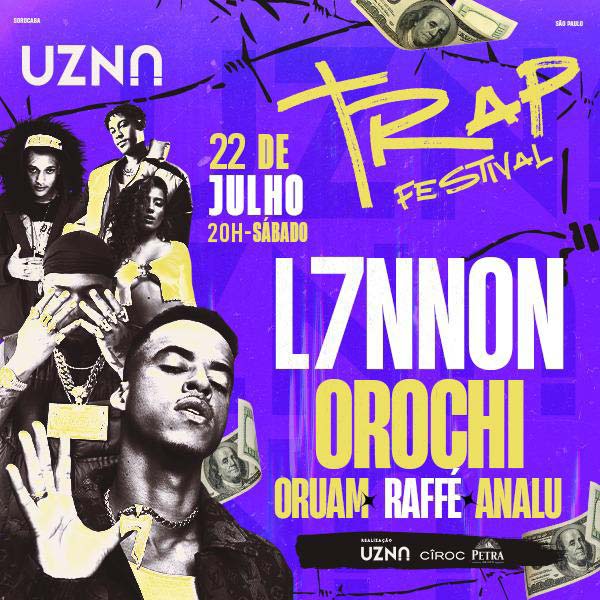 SOROCABA
SÃO PAULO
UZNA
TRAP
FESTIVAL
22 DE
JULHO
20H-SÁBADO
L7NNON
OROCHI
ORUAM RAFFÉ ANALU
REALIZAÇÃO
UZNA CÎROC PETRA